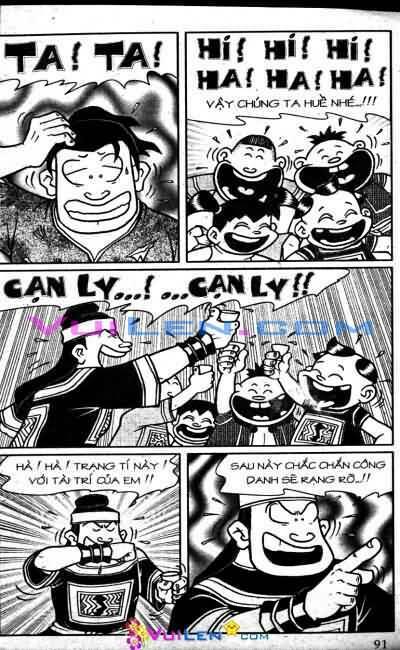 TA! TA!
HÍ! HÍ! HÍ!
HA! HA! HA!
VẬY CHÚNG TA HUỀ NHÉ...!!!
CẠN LY...! ...CẠN LY!!
VUILEN.COM
HÀ! HÀ! TRẠNG TÍ NÀY!
VỚI TÀI TRÍ CỦA EM!!
SAU NÀY CHẮC CHẮN CÔNG
DANH SẼ RẠNG RỠ...!!
91
VUILEN.COM